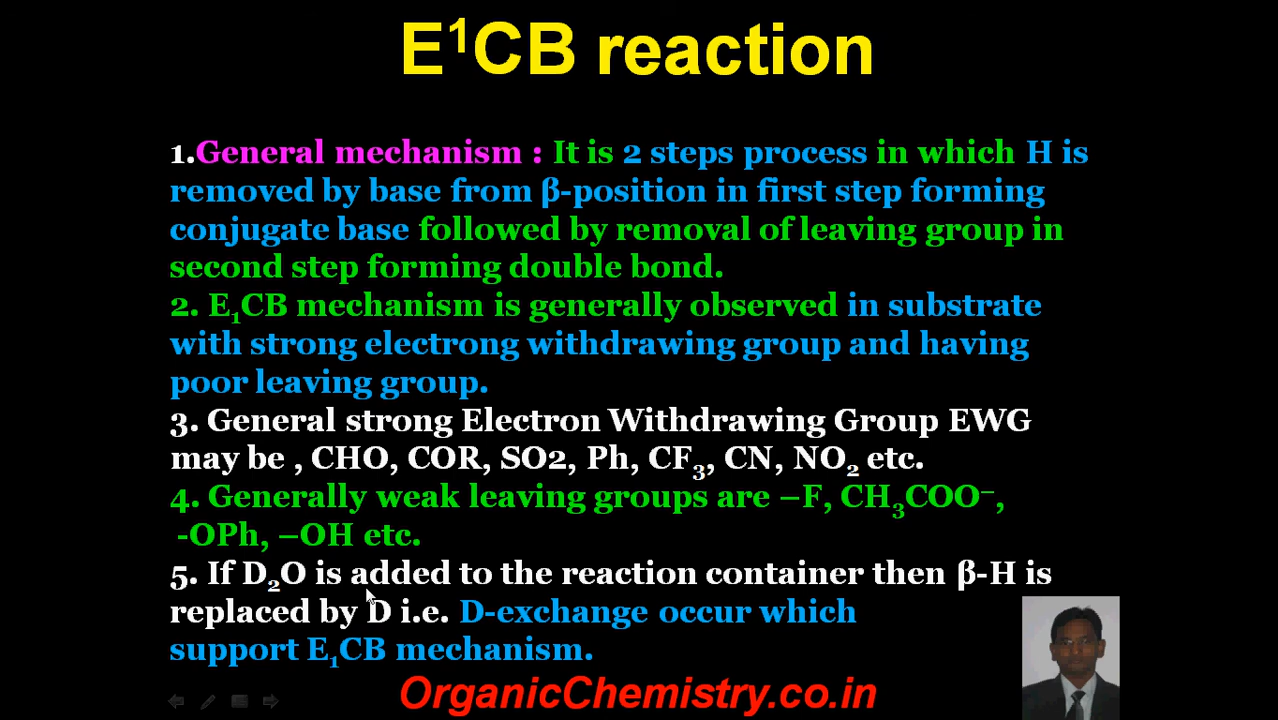 E¹CB reaction
1.General mechanism : It is 2 steps process in which H is
removed by base from β-position in first step forming
conjugate base followed by removal of leaving group in
second step forming double bond.
2. E₁CB mechanism is generally observed in substrate
with strong electrong withdrawing group and having
poor leaving group.
3. General strong Electron Withdrawing Group EWG
may be , CHO, COR, SO2, Ph, CF₃, CN, NO₂ etc.
4. Generally weak leaving groups are –F, CH₃COO⁻,
-OPh, –OH etc.
5. If D₂O is added to the reaction container then β-H is
replaced by D i.e. D-exchange occur which
support E₁CB mechanism.
OrganicChemistry.co.in